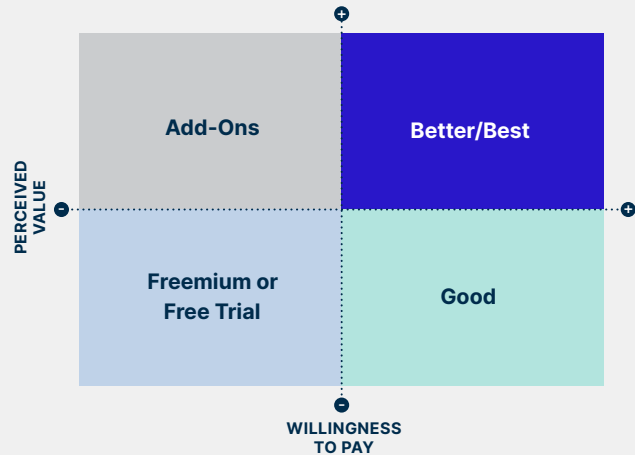 +
Add-Ons
Better/Best
PERCEIVED
VALUE
-
+
Freemium or
Free Trial
Good
-
WILLINGNESS
TO PAY